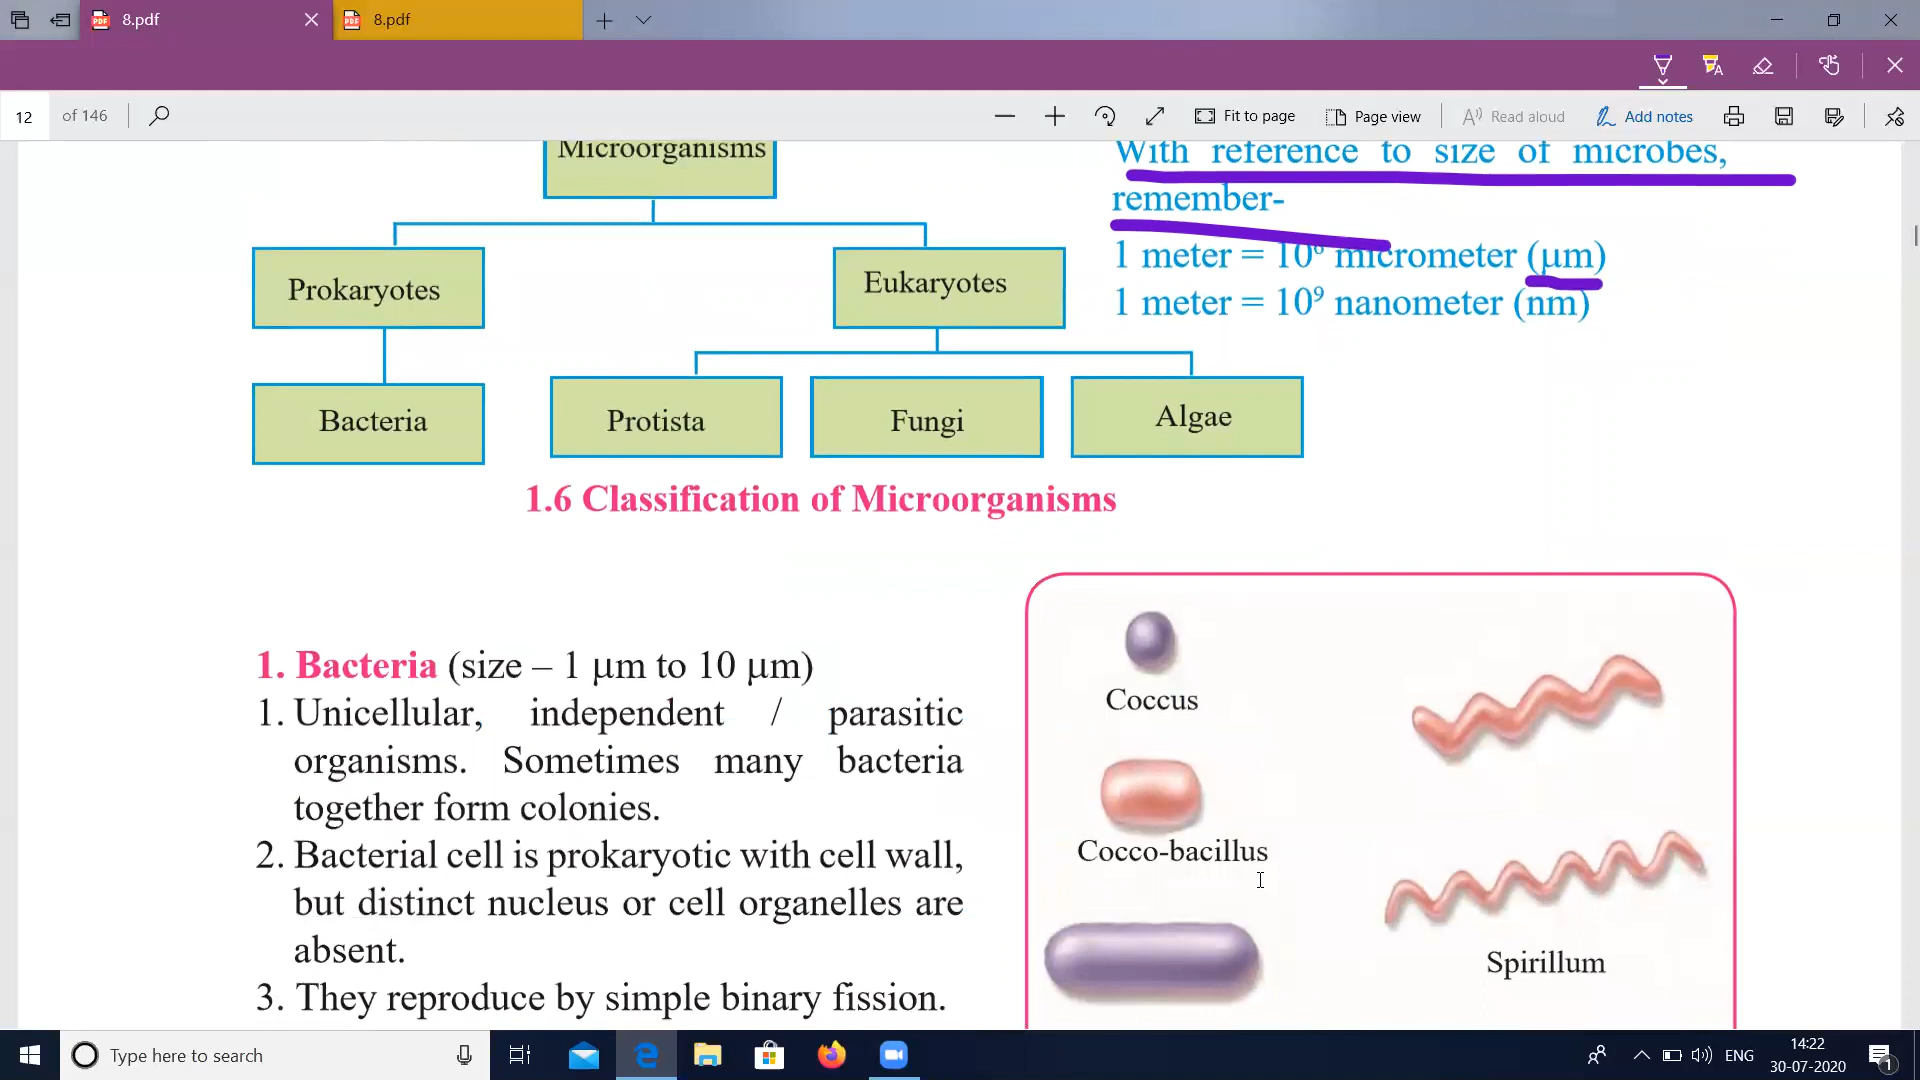 8.pdf
8.pdf
12 of 146
Fit to page
Page view
Read aloud
Add notes
Microorganisms
Prokaryotes
Eukaryotes
Bacteria
Protista
Fungi
Algae
1.6 Classification of Microorganisms
With reference to size of microbes,
remember-
1 meter = 10⁶ micrometer (μm)
1 meter = 10⁹ nanometer (nm)
1. Bacteria (size – 1 μm to 10 μm)
1. Unicellular, independent / parasitic
organisms. Sometimes many bacteria
together form colonies.
2. Bacterial cell is prokaryotic with cell wall,
but distinct nucleus or cell organelles are
absent.
3. They reproduce by simple binary fission.
Coccus
Cocco-bacillus
Spirillum
Type here to search
ENG
14:22
30-07-2020
1